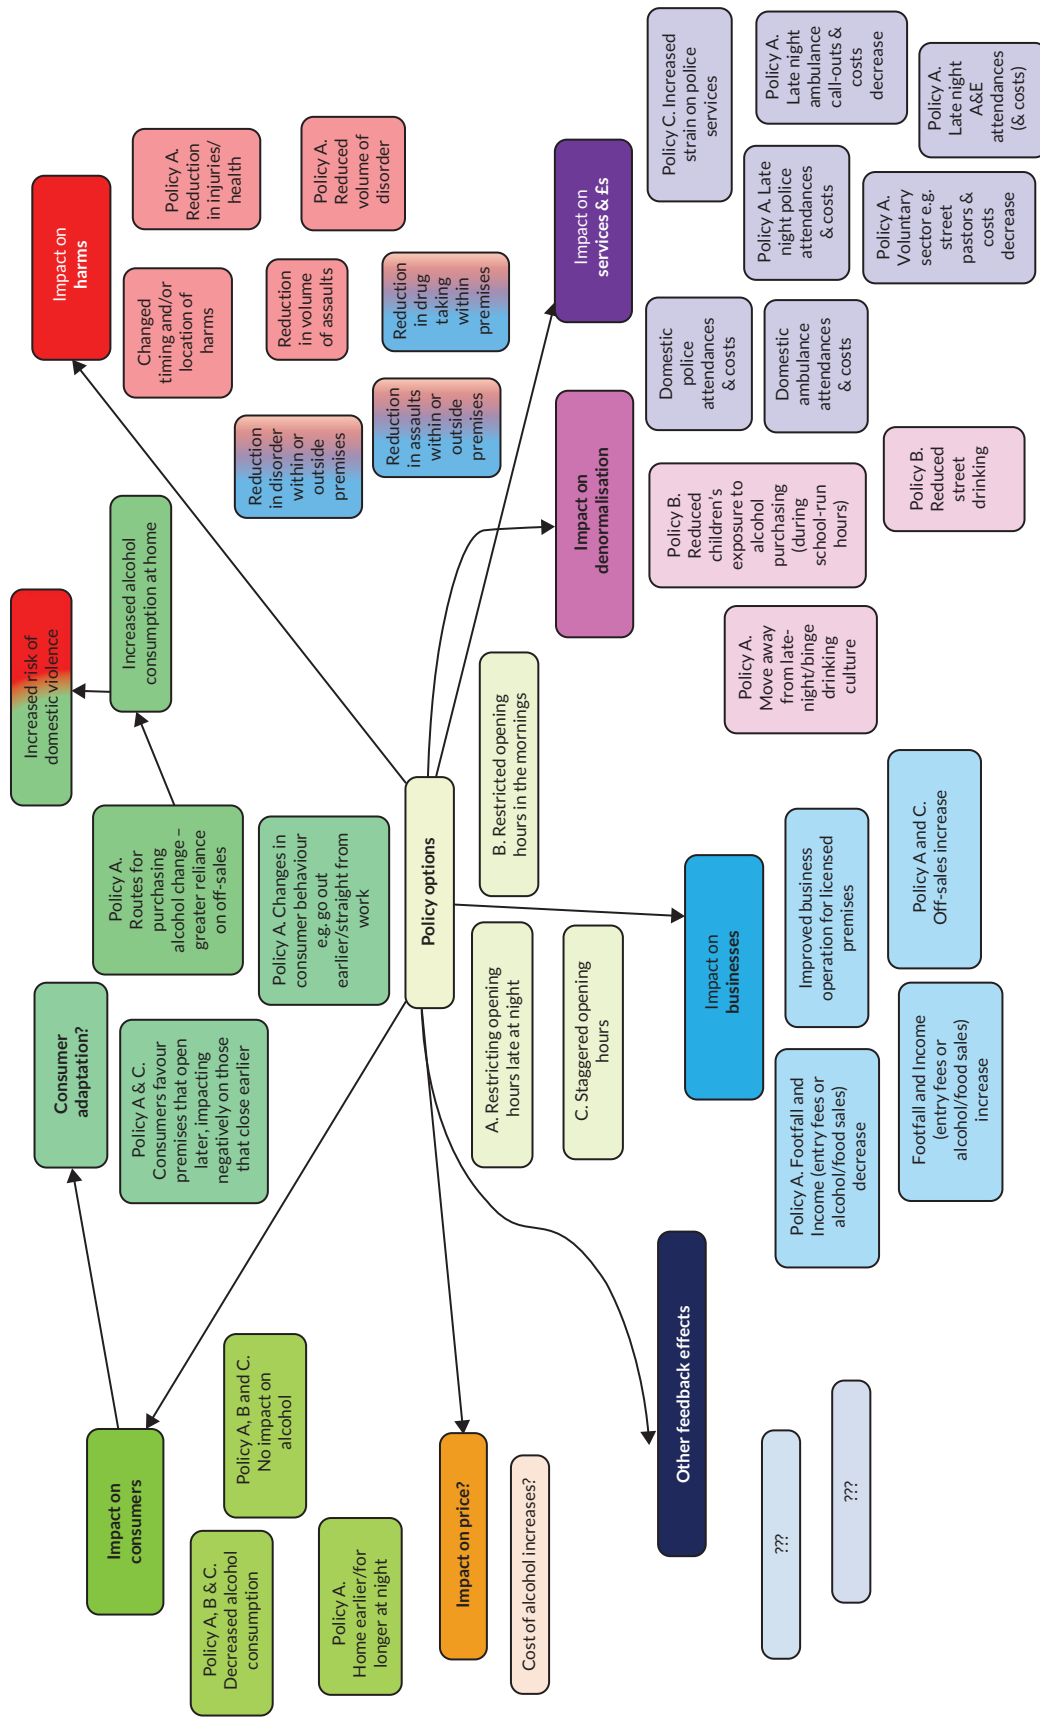 Impact on
consumers
Policy A, B & C.
Decreased alcohol
consumption
Policy A, B and C.
No impact on
alcohol
Policy A.
Home earlier/for
longer at night
Consumer
adaptation?
Policy A & C.
Consumers favour
premises that open
later, impacting
negatively on those
that close earlier
Policy A.
Routes for
purchasing
alcohol change –
greater reliance
on off-sales
Policy A. Changes in
consumer behaviour
e.g. go out
earlier/straight from
work
Increased risk of
domestic violence
Increased alcohol
consumption at home
Impact on
harms
Changed
timing and/or
location of
harms
Policy A.
Reduction
in injuries/
health
Reduction
in disorder
within or
outside
premises
Reduction
in volume
of assaults
Policy A.
Reduced
volume of
disorder
Reduction
in assaults
within or
outside
premises
Reduction
in drug
taking
within
premises
Impact on price?
Cost of alcohol increases?
Policy options
A. Restricting opening
hours late at night
B. Restricted opening
hours in the mornings
C. Staggered opening
hours
Other feedback effects
???
???
Impact on
businesses
Policy A. Footfall and
Income (entry fees or
alcohol/food sales)
decrease
Improved business
operation for licensed
premises
Footfall and Income
(entry fees or
alcohol/food sales)
increase
Policy A and C.
Off-sales increase
Impact on
denormalisation
Policy A.
Move away
from late-
night/binge
drinking
culture
Policy B.
Reduced
children's
exposure to
alcohol
purchasing
(during
school-run
hours)
Policy B.
Reduced
street
drinking
Impact on
services & £s
Domestic
police
attendances
& costs
Domestic
ambulance
attendances
& costs
Policy C. Increased
strain on police
services
Policy A. Late
night police
attendances
& costs
Policy A.
Late night
ambulance
call-outs &
costs
decrease
Policy A.
Voluntary
sector e.g.
street
pastors &
costs
decrease
Policy A.
Late night
A&E
attendances
(& costs)